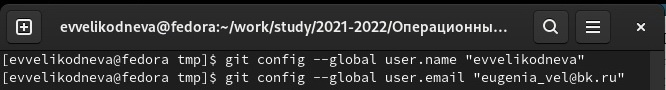 evvelikodneva@fedora:~/work/study/2021-2022/Операционны...
[evvelikodneva@fedora tmp]$ git config --global user.name "evvelikodneva"
[evvelikodneva@fedora tmp]$ git config --global user.email "eugenia_vel@bk.ru"